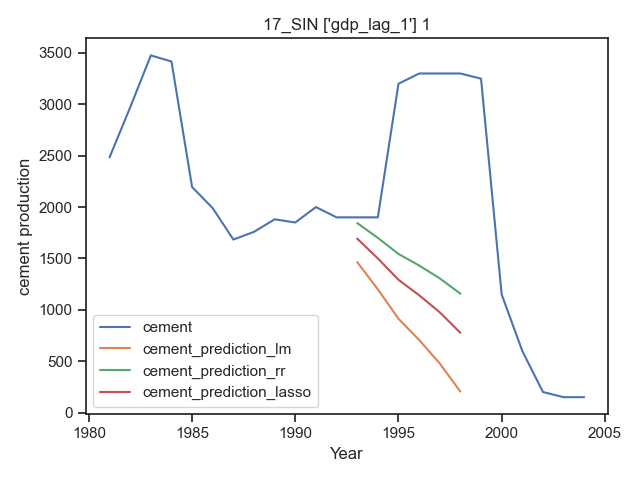 17_SIN ['gdp_lag_1'] 1
cement production
3500
3000
2500
2000
1500
1000
500
0
cement
cement_prediction_lm
cement_prediction_rr
cement_prediction_lasso
1980 1985 1990 1995 2000 2005
Year